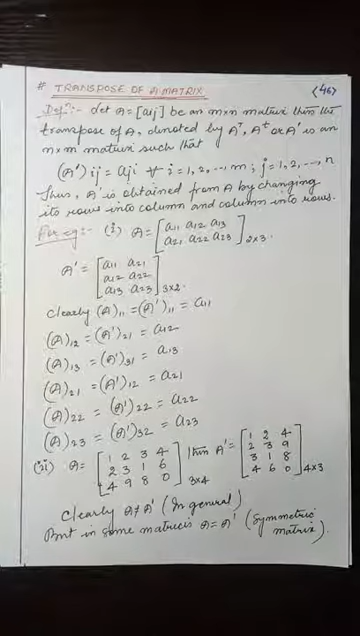 # TRANSPOSE OF A MATRIX <46>
Def?:- Let A = [aij] be an m×n matrix then the
transpose of A, denoted by Aᵀ, Aᵗ or A' is an
n×m matrix such that
(A')ij = aji ∀ i=1,2,...,m; j=1,2,...,n
Thus, A' is obtained from A by changing
its rows into column and column into rows.
For eg:- (i) A = [a11 a12 a13
a21 a22 a23]2×3.
A' = [a11 a21
a12 a22
a13 a23]3×2.
Clearly (A)11 = (A')11 = a11
(A)12 = (A')21 = a12
(A)13 = (A')31 = a13
(A)21 = (A')12 = a21
(A)22 = (A')22 = a22
(A)23 = (A')32 = a23
(ii) A = [1 2 3 4 then A' = [1 2 4
2 3 1 6 2 3 9
4 9 8 0]3×4 3 1 8
4 6 0]4×3
Clearly A ≠ A' (In general)
But in some matrices A = A' (Symmetric
matrix).